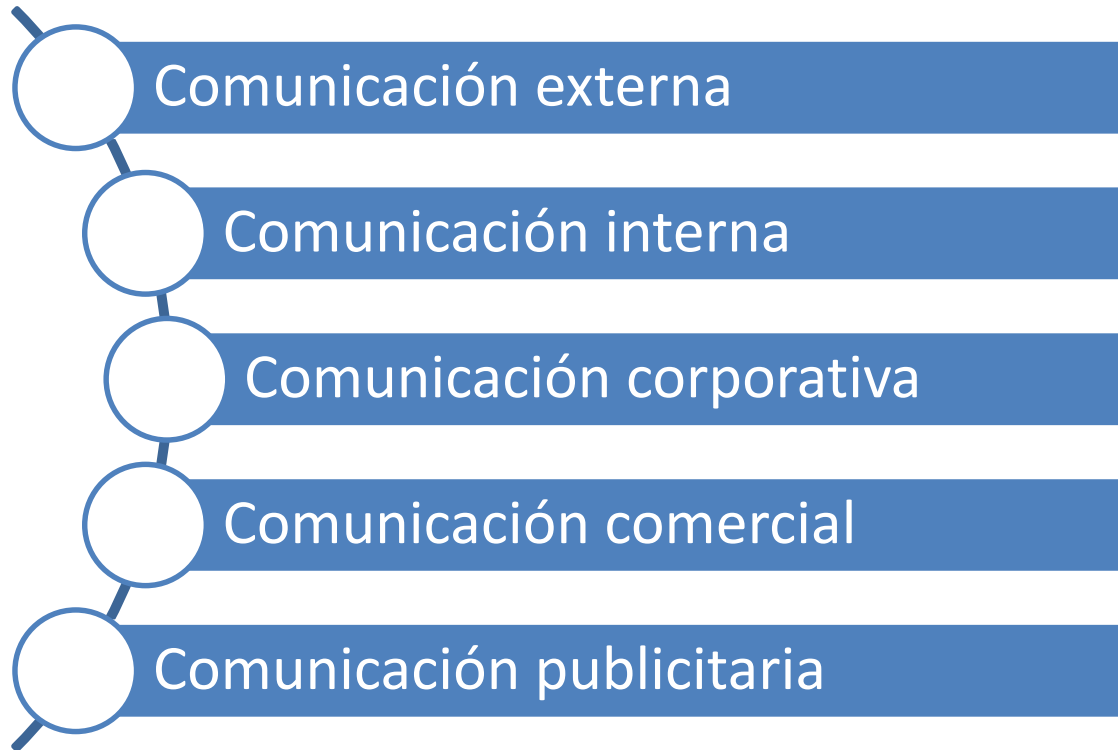 Comunicación externa
Comunicación interna
Comunicación corporativa
Comunicación comercial
Comunicación publicitaria